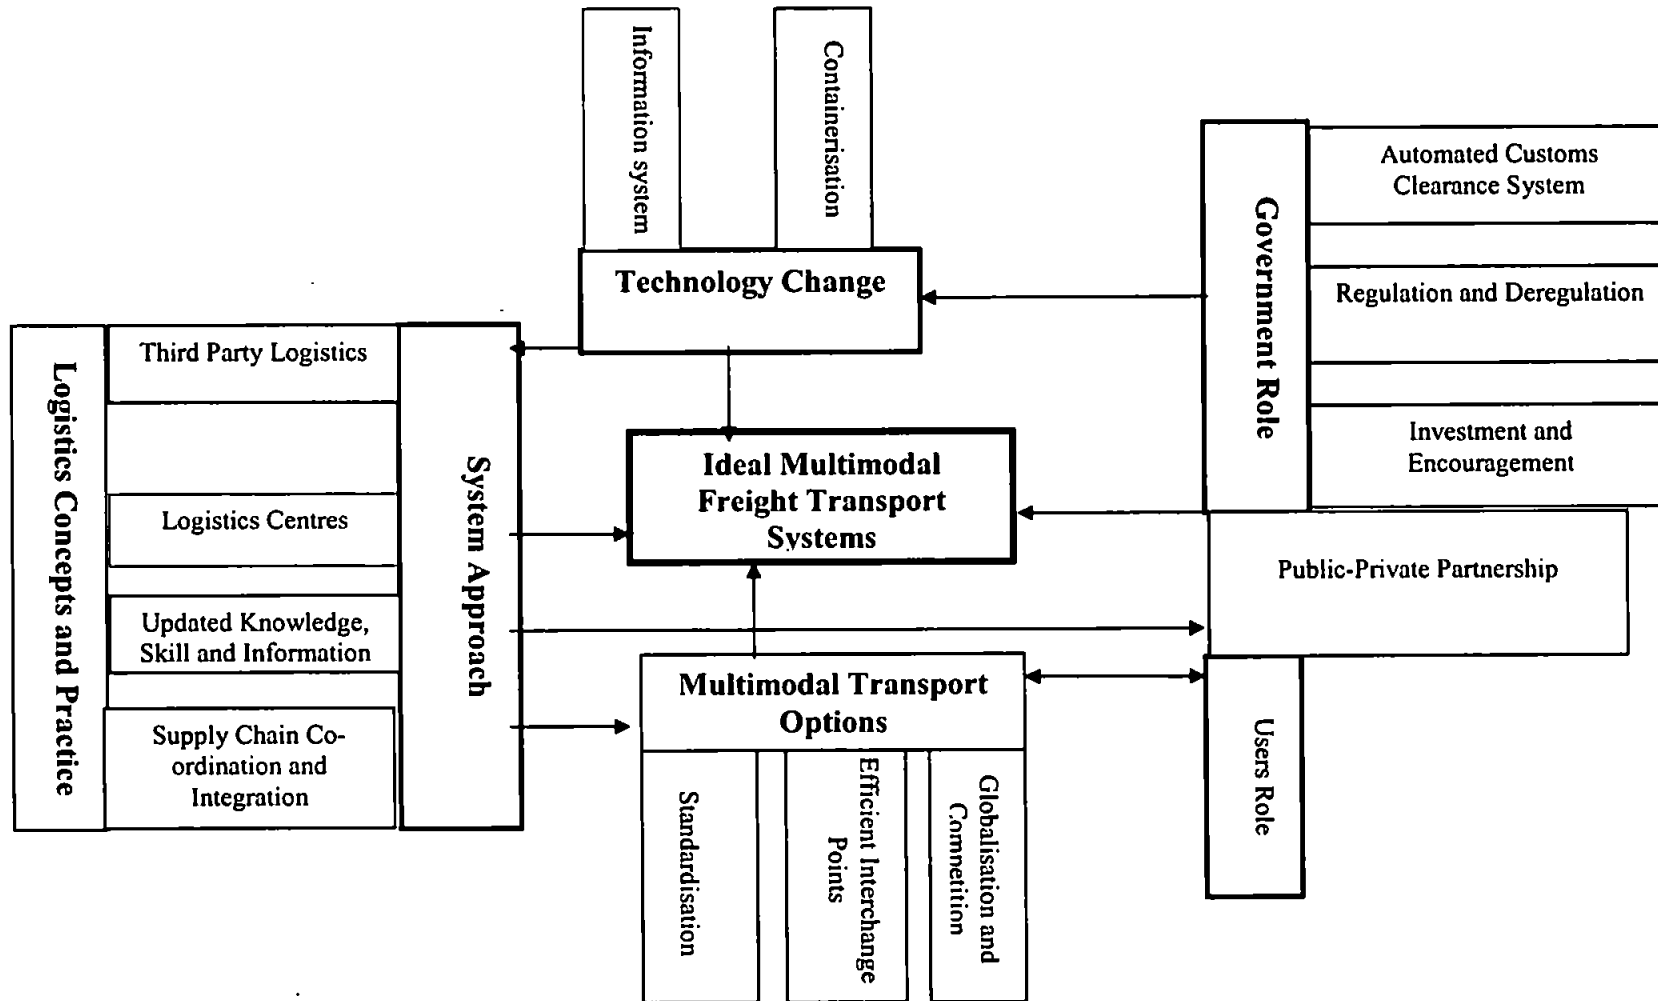 Information system
Containerisation
Technology Change
Government Role
Automated Customs
Clearance System
Regulation and Deregulation
Investment and
Encouragement
Public-Private Partnership
Users Role
Logistics Concepts and Practice
Third Party Logistics
Logistics Centres
Updated Knowledge,
Skill and Information
Supply Chain Co-
ordination and
Integration
System Approach
Ideal Multimodal
Freight Transport
Systems
Multimodal Transport
Options
Standardisation
Efficient Interchange
Points
Globalisation and
Competition